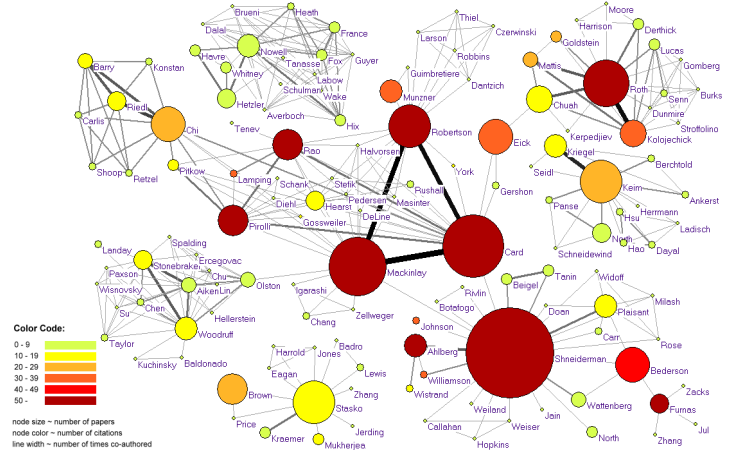 Brueni
Heath
Dalal
France
Nowell
Havre
Tanasse
Fox
Guyer
Whitney
Labow
Schulman
Wake
Hetzler
Averboch
Tenev
Hix
Barry
Konstan
Riedl
Carlis
Chi
Shoop
Retzel
Pitkow
Thiel
Larson
Czerwinski
Robbins
Guimbretiere
Dantzich
Munzner
Robertson
Eick
Halvorsen
York
Rao
Lamping
Schank
Stefik
Rushall
Gershon
Diehl
Hearst
Pedersen
Masinter
DeLine
Gossweiler
Pirolli
Mackinlay
Card
Igarashi
Chang
Zellweger
Moore
Harrison
Derthick
Goldstein
Lucas
Mattis
Gomberg
Roth
Senn
Burks
Chuah
Dunmire
Strottolino
Kolojechick
Kerpedjiev
Kriegel
Berchtold
Seidl
Keim
Ankerst
Panse
Hsu
Herrmann
North
Ladisch
Hao
Dayal
Schneidewind
Spalding
Landay
Ercegovac
Stonebraker
Paxson
Chu
Olston
Wisnovsky
Aiken
Lin
Chen
Su
Hellerstein
Woodruff
Taylor
Kuchinsky
Baldonado
Tanin
Beigel
Widoff
Rivlin
Milash
Botafogo
Doan
Plaisant
Johnson
Carr
Rose
Ahlberg
Shneiderman
Bederson
Williamson
Wistrand
Zacks
Wattenberg
Furnas
Weiland
Jain
Callahan
Weiser
Jul
North
Zhang
Hopkins
Badro
Harrold
Jones
Eagan
Lewis
Brown
Zhang
Stasko
Price
Jerding
Kraemer
Mukherjea
Color Code:
0 - 9
10 - 19
20 - 29
30 - 39
40 - 49
50 -
node size ~ number of papers
node color ~ number of citations
line width ~ number of times co-authored